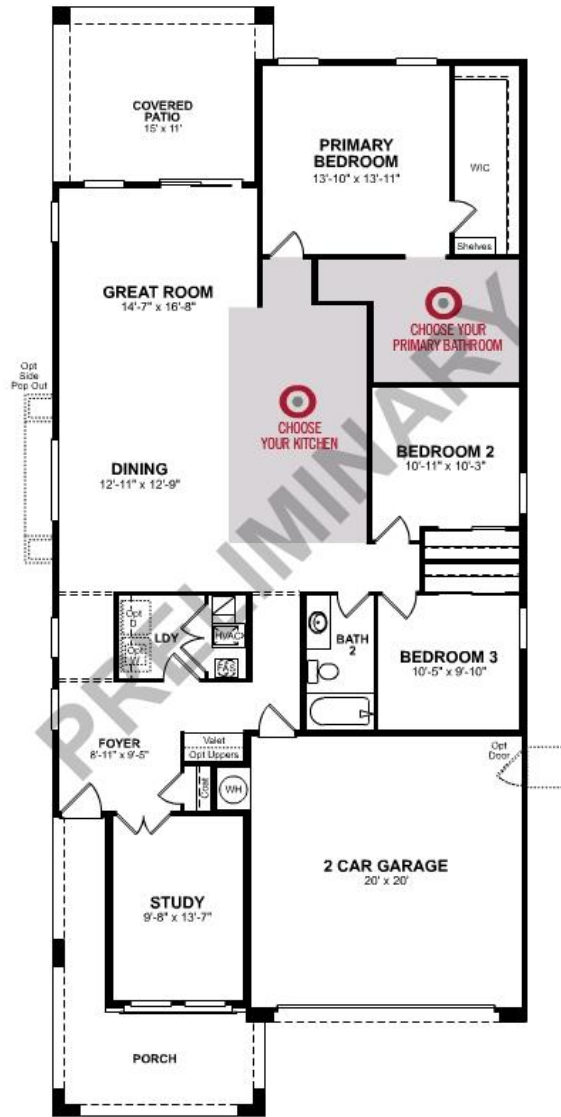 COVERED
PATIO
15' x 11'
PRIMARY
BEDROOM
13'-10" x 13'-11"
WIC
Shelves
GREAT ROOM
14'-7" x 16'-8"
CHOOSE YOUR
PRIMARY BATHROOM
Opt
Side
Pop Out
CHOOSE
YOUR KITCHEN
DINING
12'-11" x 12'-9"
BEDROOM 2
10'-11" x 10'-3"
PRELIMINARY
Opt
D
LDY
Opt
W
HVAC
FAS
BATH
2
BEDROOM 3
10'-5" x 9'-10"
FOYER
8'-11" x 9'-5"
Valet
Opt Uppers
Coat
WH
Opt
Door
2 CAR GARAGE
20' x 20'
STUDY
9'-8" x 13'-7"
PORCH